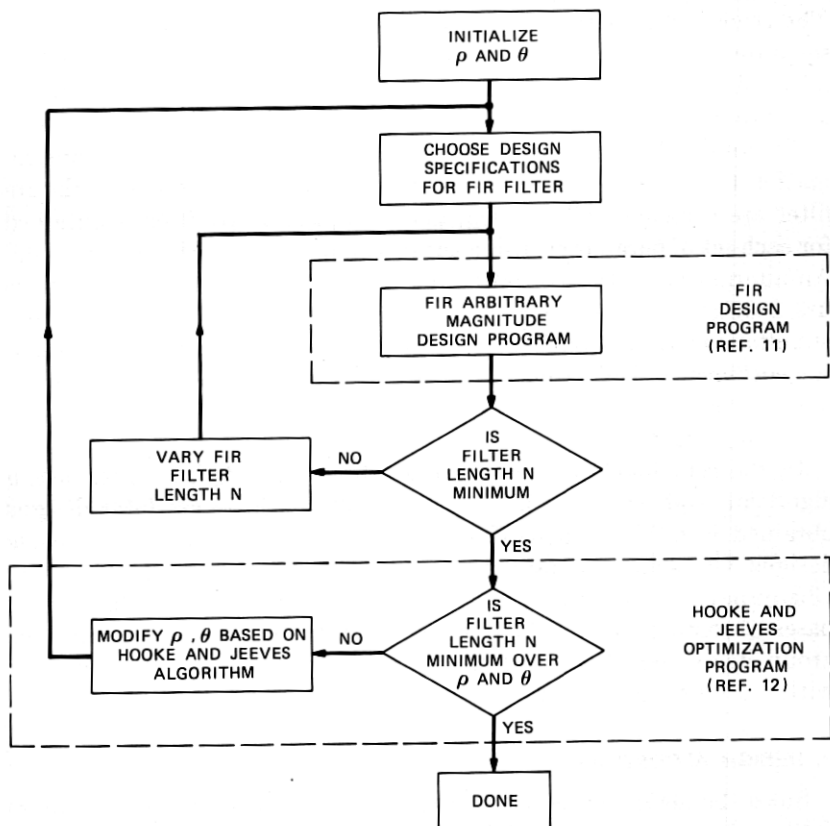 INITIALIZE
ρ AND θ
CHOOSE DESIGN
SPECIFICATIONS
FOR FIR FILTER
FIR ARBITRARY
MAGNITUDE
DESIGN PROGRAM
FIR
DESIGN
PROGRAM
(REF. 11)
IS
FILTER
LENGTH N
MINIMUM
NO
VARY FIR
FILTER
LENGTH N
YES
IS
FILTER
LENGTH N
MINIMUM OVER
ρ AND θ
NO
MODIFY ρ , θ BASED ON
HOOKE AND JEEVES
ALGORITHM
HOOKE AND
JEEVES
OPTIMIZATION
PROGRAM
(REF. 12)
YES
DONE